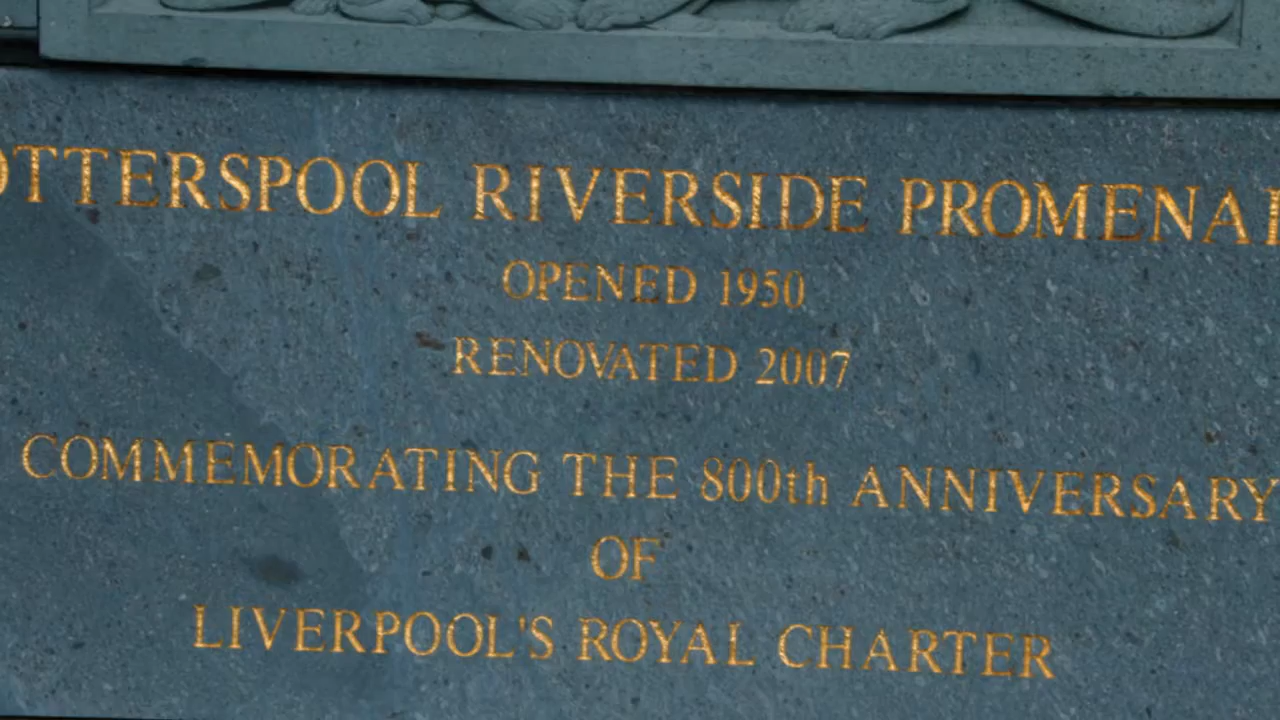 OTTERSPOOL RIVERSIDE PROMENA
OPENED 1950
RENOVATED 2007
COMMEMORATING THE 800th ANNIVERSARY
OF
LIVERPOOL'S ROYAL CHARTER